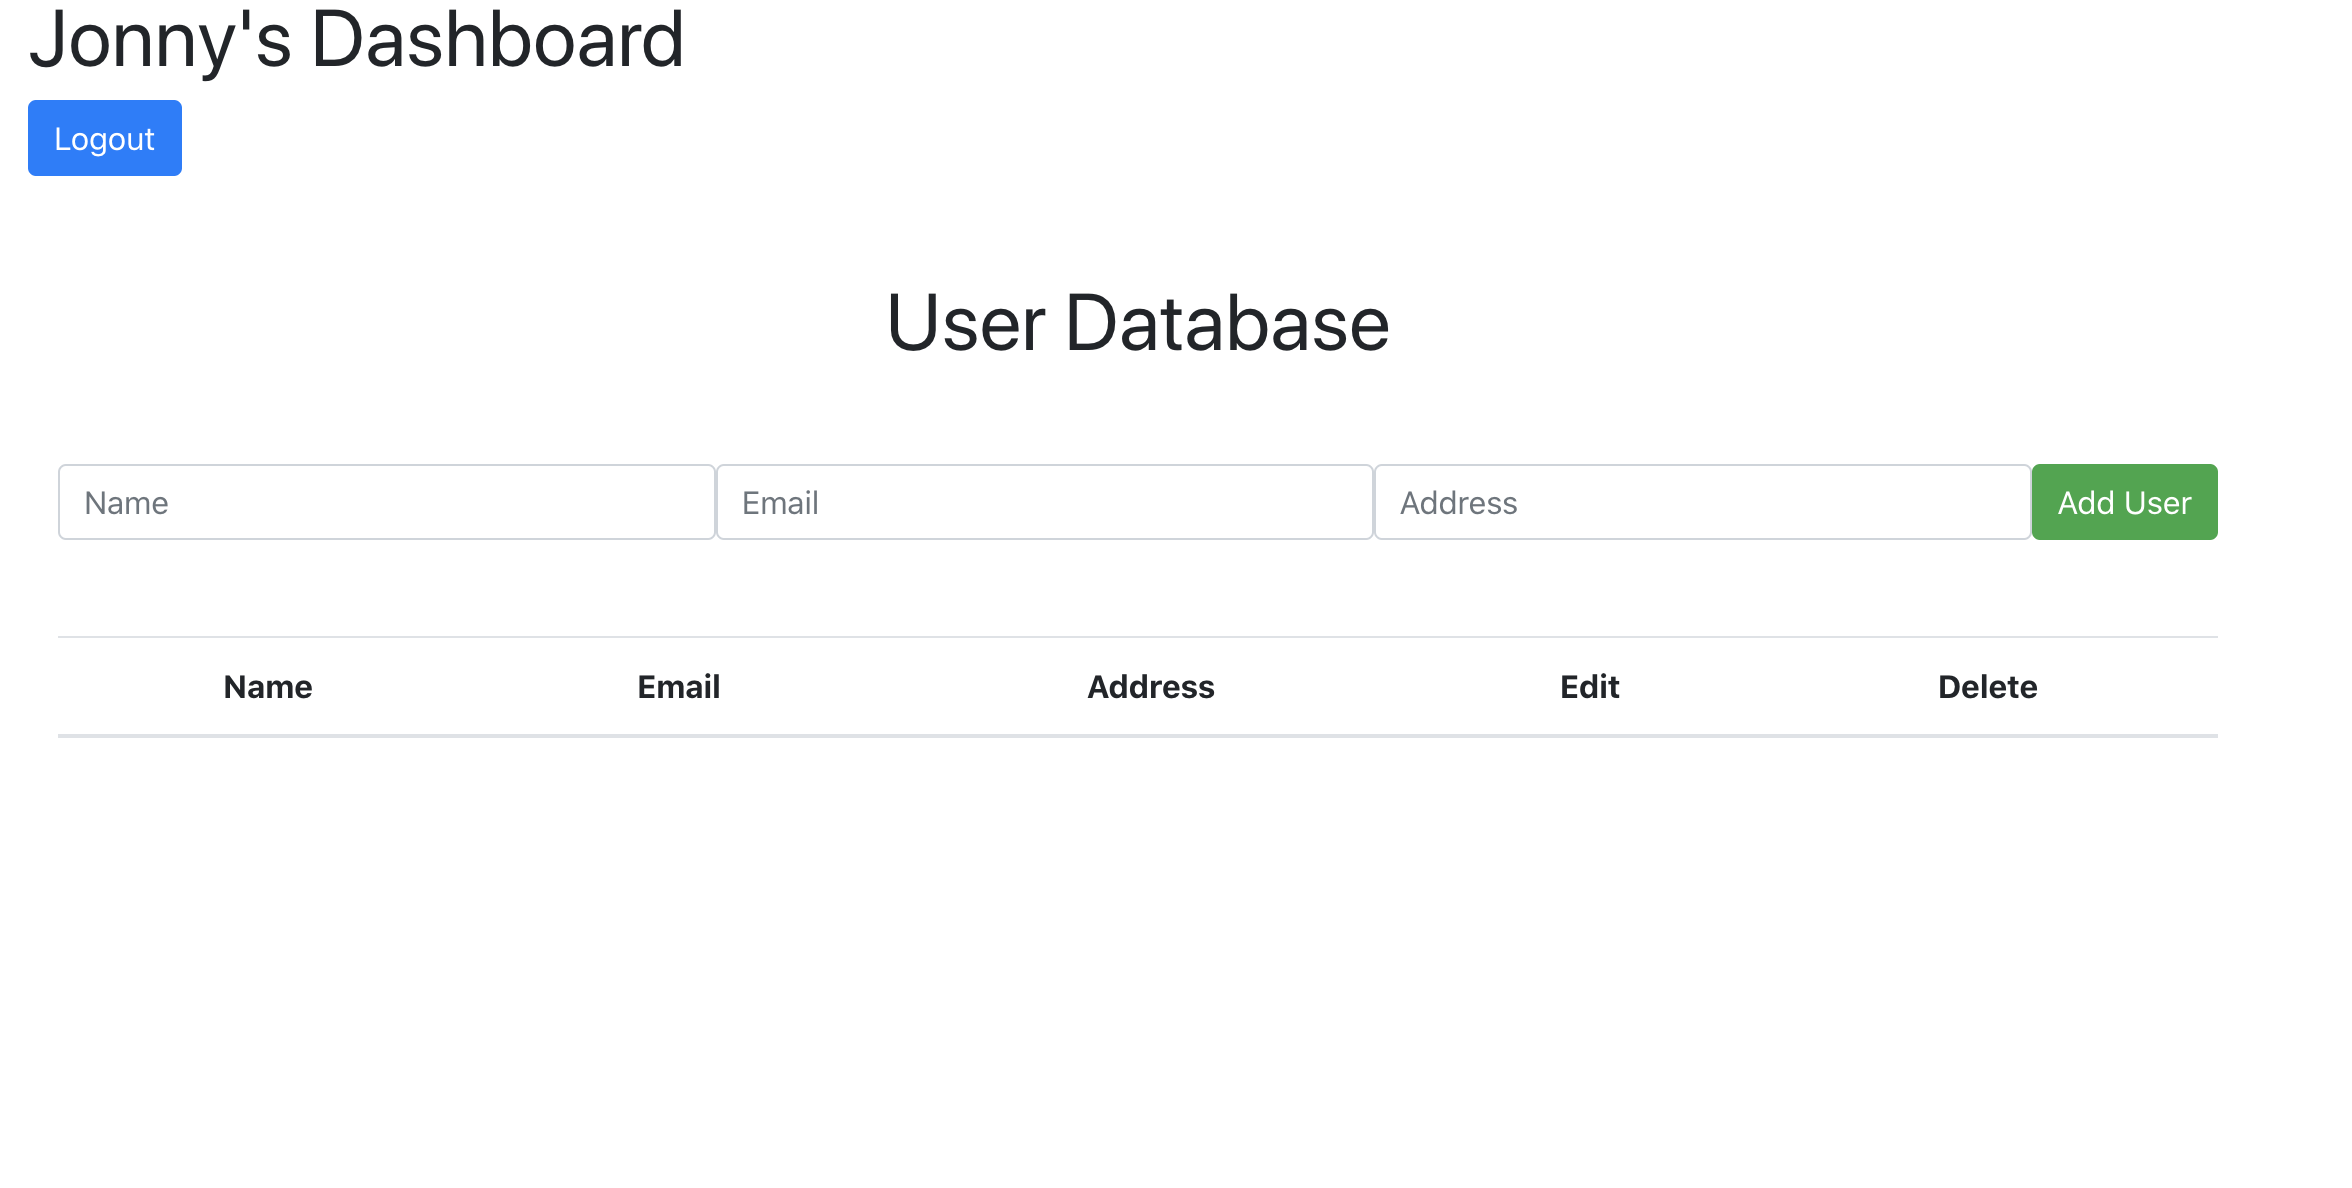 Jonny's Dashboard
Logout
User Database
Name Email Address Add User
Name Email Address Edit Delete